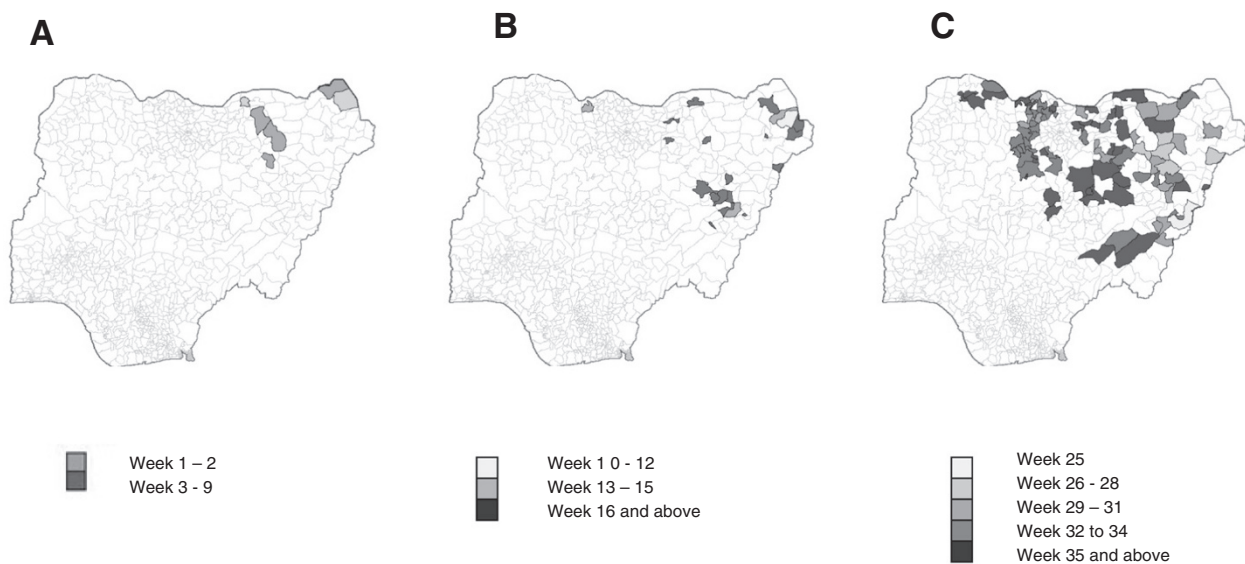 A
B
C
Week 1 – 2
Week 3 - 9
Week 1 0 - 12
Week 13 – 15
Week 16 and above
Week 25
Week 26 - 28
Week 29 – 31
Week 32 to 34
Week 35 and above